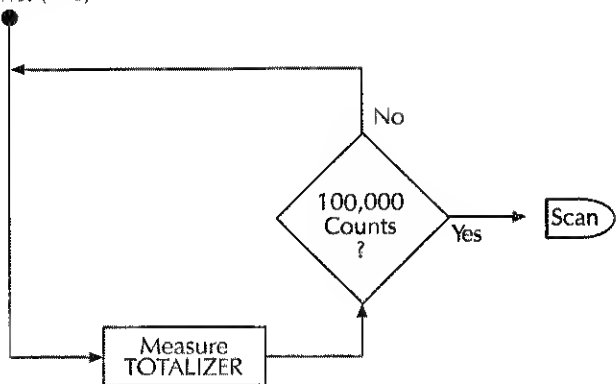 No
100,000
Counts
?
Yes
Scan
Measure
TOTALIZER